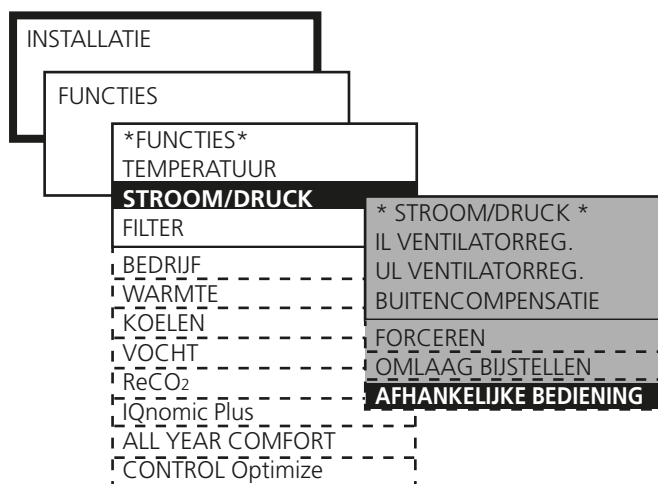 INSTALLATIE
FUNCTIES
*FUNCTIES*
TEMPERATUUR
STROOM/DRUCK
FILTER
BEDRIJF
WARMTE
KOELEN
VOCHT
ReCO2
IQnomic Plus
ALL YEAR COMFORT
CONTROL Optimize
* STROOM/DRUCK *
IL VENTILATORREG.
UL VENTILATORREG.
BUITENCOMPENSATIE
FORCEREN
OMLAAG BIJSTELLEN
AFHANKELIJKE BEDIENING